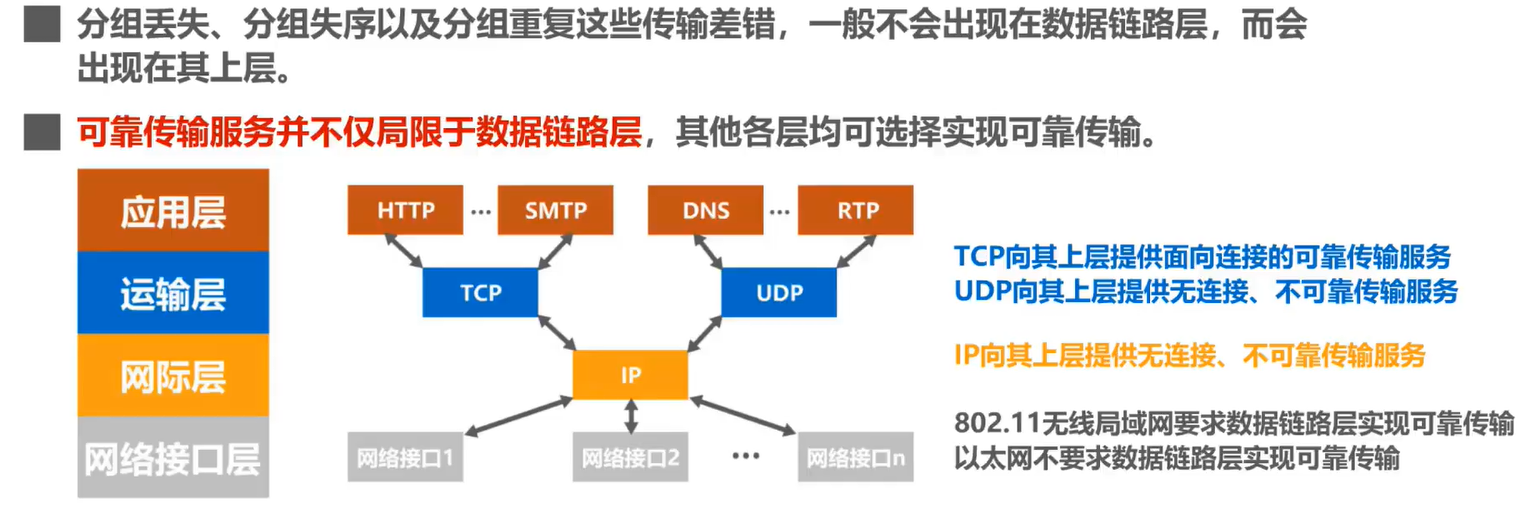 分组丢失、分组失序以及分组重复这些传输差错，一般不会出现在数据链路层，而会
出现在其上层。
可靠传输服务并不仅局限于数据链路层，其他各层均可选择实现可靠传输。
应用层
HTTP
...
SMTP
DNS
...
RTP
运输层
TCP
UDP
TCP向其上层提供面向连接的可靠传输服务
UDP向其上层提供无连接、不可靠传输服务
网际层
IP
IP向其上层提供无连接、不可靠传输服务
网络接口层
网络接口1
网络接口2
...
网络接口n
802.11无线局域网要求数据链路层实现可靠传输
以太网不要求数据链路层实现可靠传输